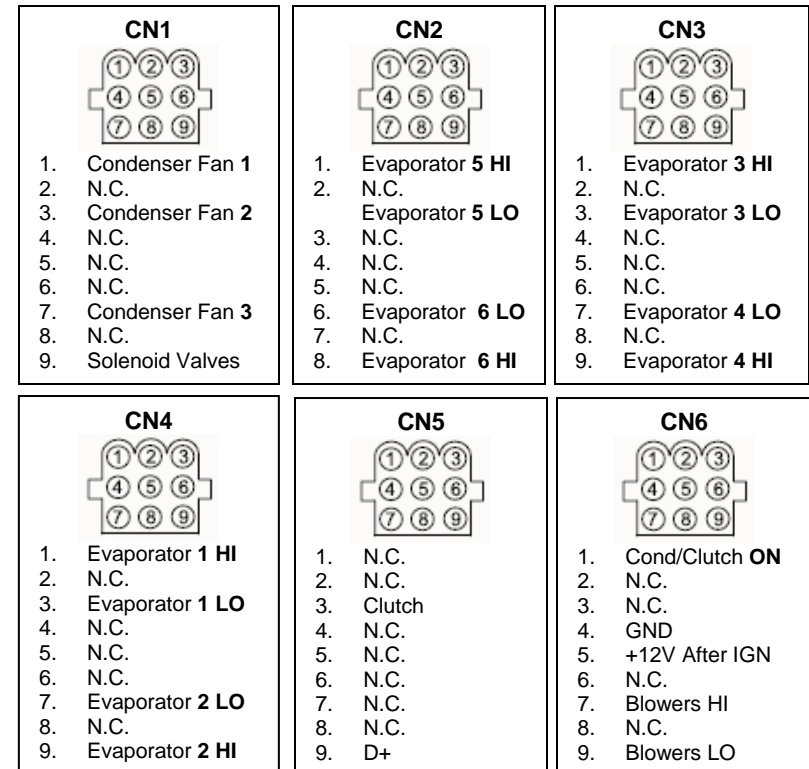 CN1
1 2 3
4 5 6
7 8 9
1. Condenser Fan 1
2. N.C.
3. Condenser Fan 2
4. N.C.
5. N.C.
6. N.C.
7. Condenser Fan 3
8. N.C.
9. Solenoid Valves
CN2
1 2 3
4 5 6
7 8 9
1. Evaporator 5 HI
2. N.C.
Evaporator 5 LO
3. N.C.
4. N.C.
5. N.C.
6. Evaporator 6 LO
7. N.C.
8. Evaporator 6 HI
CN3
1 2 3
4 5 6
7 8 9
1. Evaporator 3 HI
2. N.C.
3. Evaporator 3 LO
4. N.C.
5. N.C.
6. N.C.
7. Evaporator 4 LO
8. N.C.
9. Evaporator 4 HI
CN4
1 2 3
4 5 6
7 8 9
1. Evaporator 1 HI
2. N.C.
3. Evaporator 1 LO
4. N.C.
5. N.C.
6. N.C.
7. Evaporator 2 LO
8. N.C.
9. Evaporator 2 HI
CN5
1 2 3
4 5 6
7 8 9
1. N.C.
2. N.C.
3. Clutch
4. N.C.
5. N.C.
6. N.C.
7. N.C.
8. N.C.
9. D+
CN6
1 2 3
4 5 6
7 8 9
1. Cond/Clutch ON
2. N.C.
3. N.C.
4. GND
5. +12V After IGN
6. N.C.
7. Blowers HI
8. N.C.
9. Blowers LO